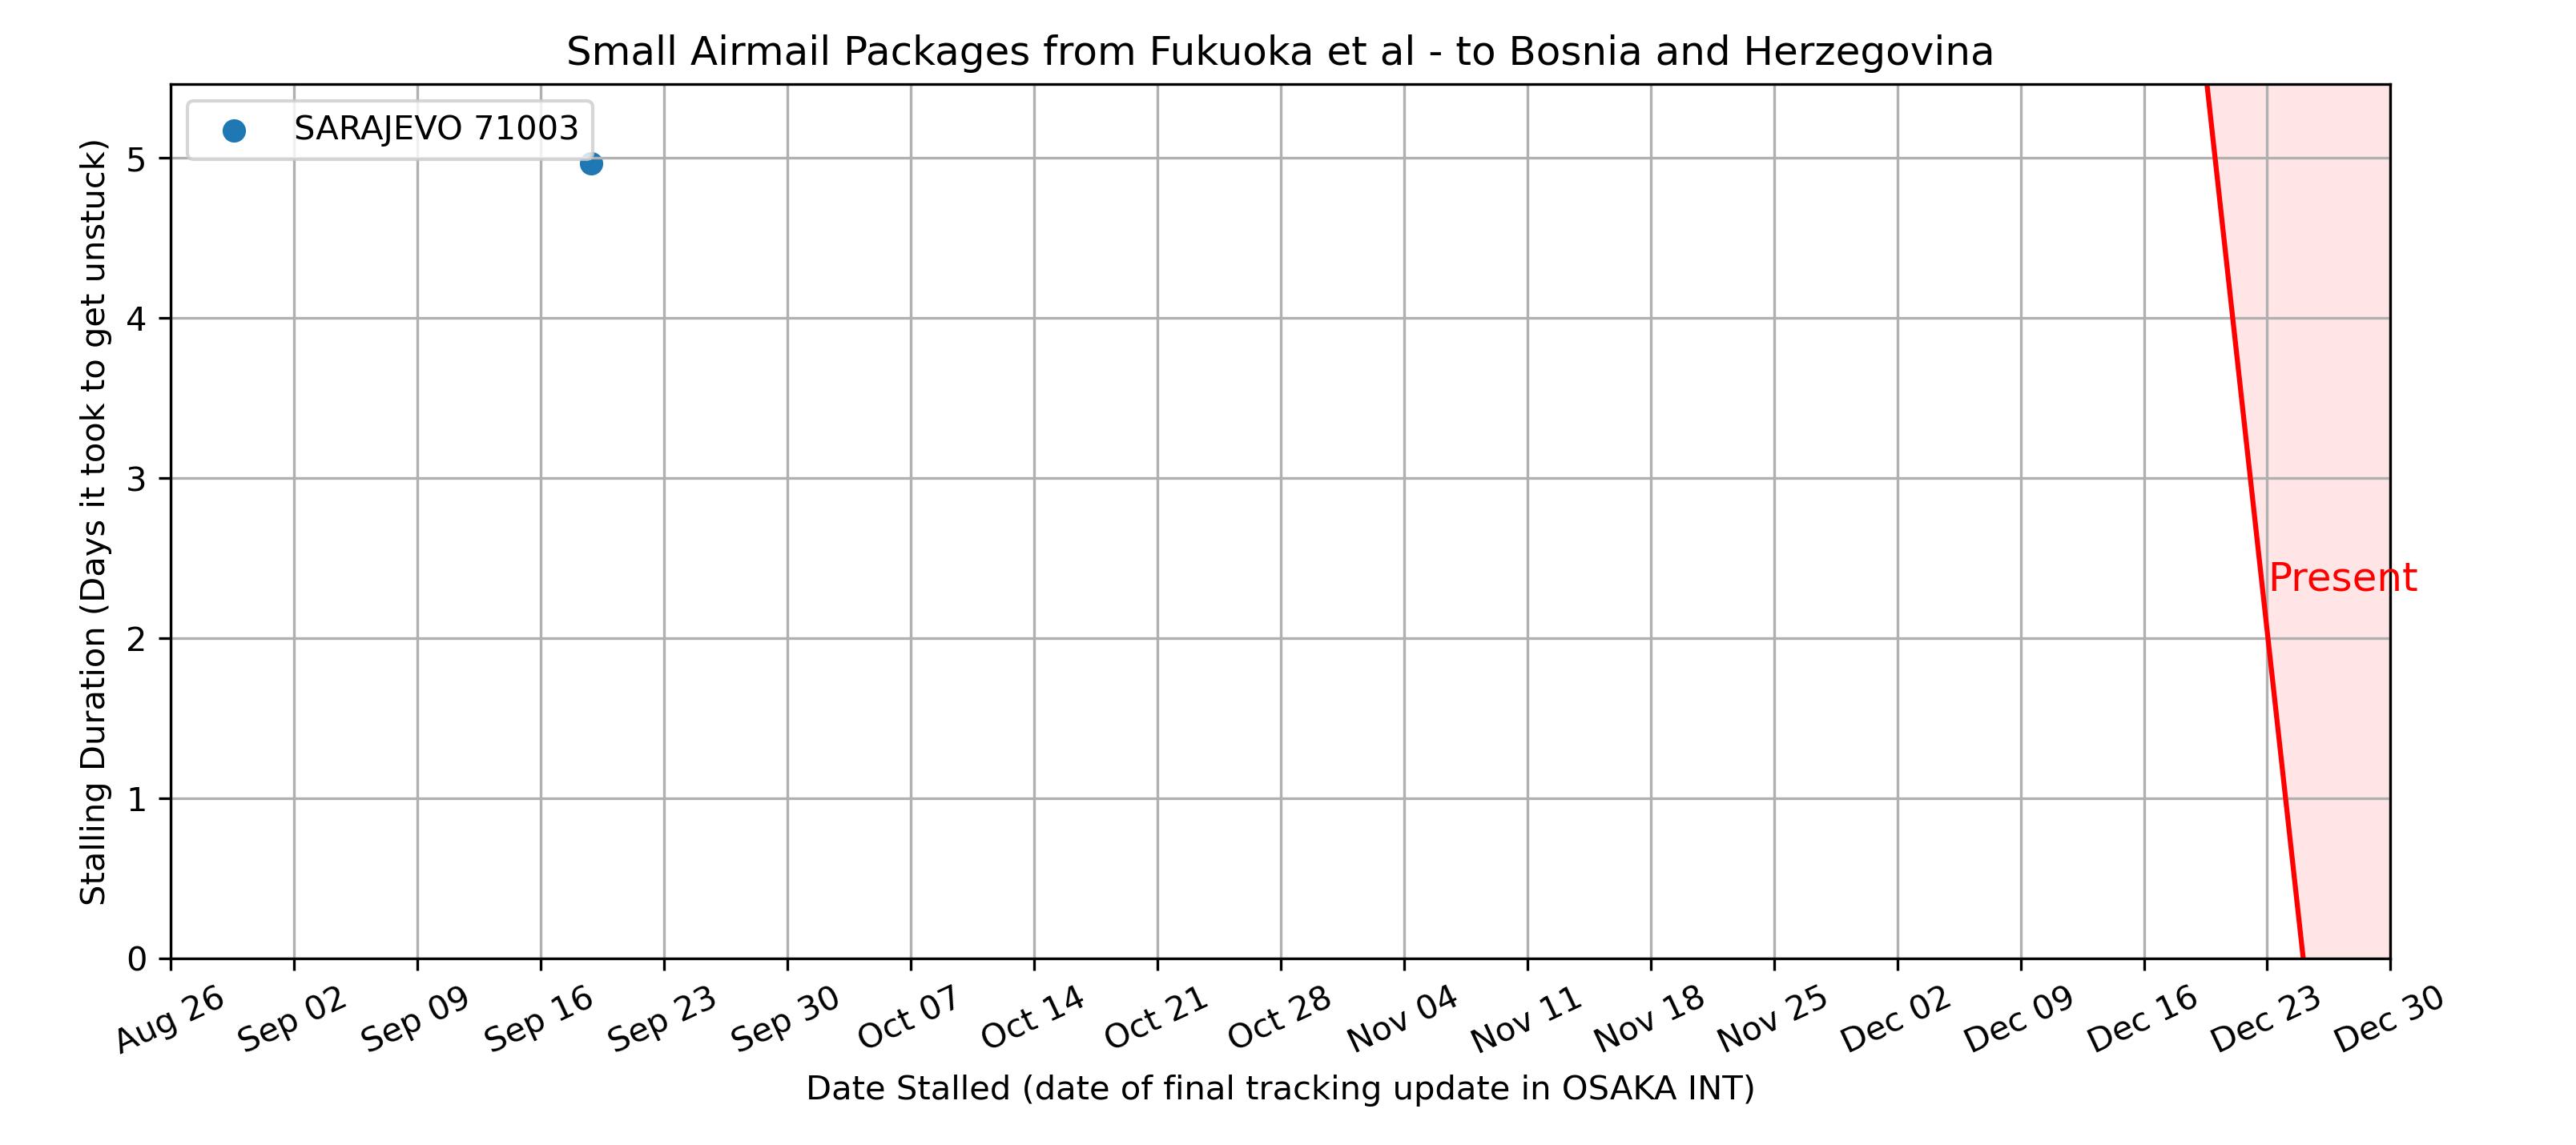 Small Airmail Packages from Fukuoka et al - to Bosnia and Herzegovina
SARAJEVO 71003
Stalling Duration (Days it took to get unstuck)
5
4
3
2
1
0
Present
Aug 26
Sep 02
Sep 09
Sep 16
Sep 23
Sep 30
Oct 07
Oct 14
Oct 21
Oct 28
Nov 04
Nov 11
Nov 18
Nov 25
Dec 02
Dec 09
Dec 16
Dec 23
Dec 30
Date Stalled (date of final tracking update in OSAKA INT)